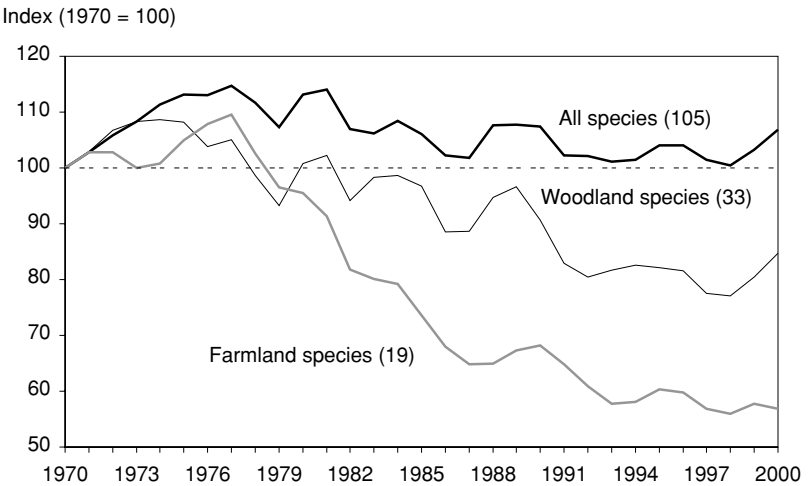 Index (1970 = 100)
120
110
All species (105)
100
Woodland species (33)
90
80
70
Farmland species (19)
60
50
1970 1973 1976 1979 1982 1985 1988 1991 1994 1997 2000